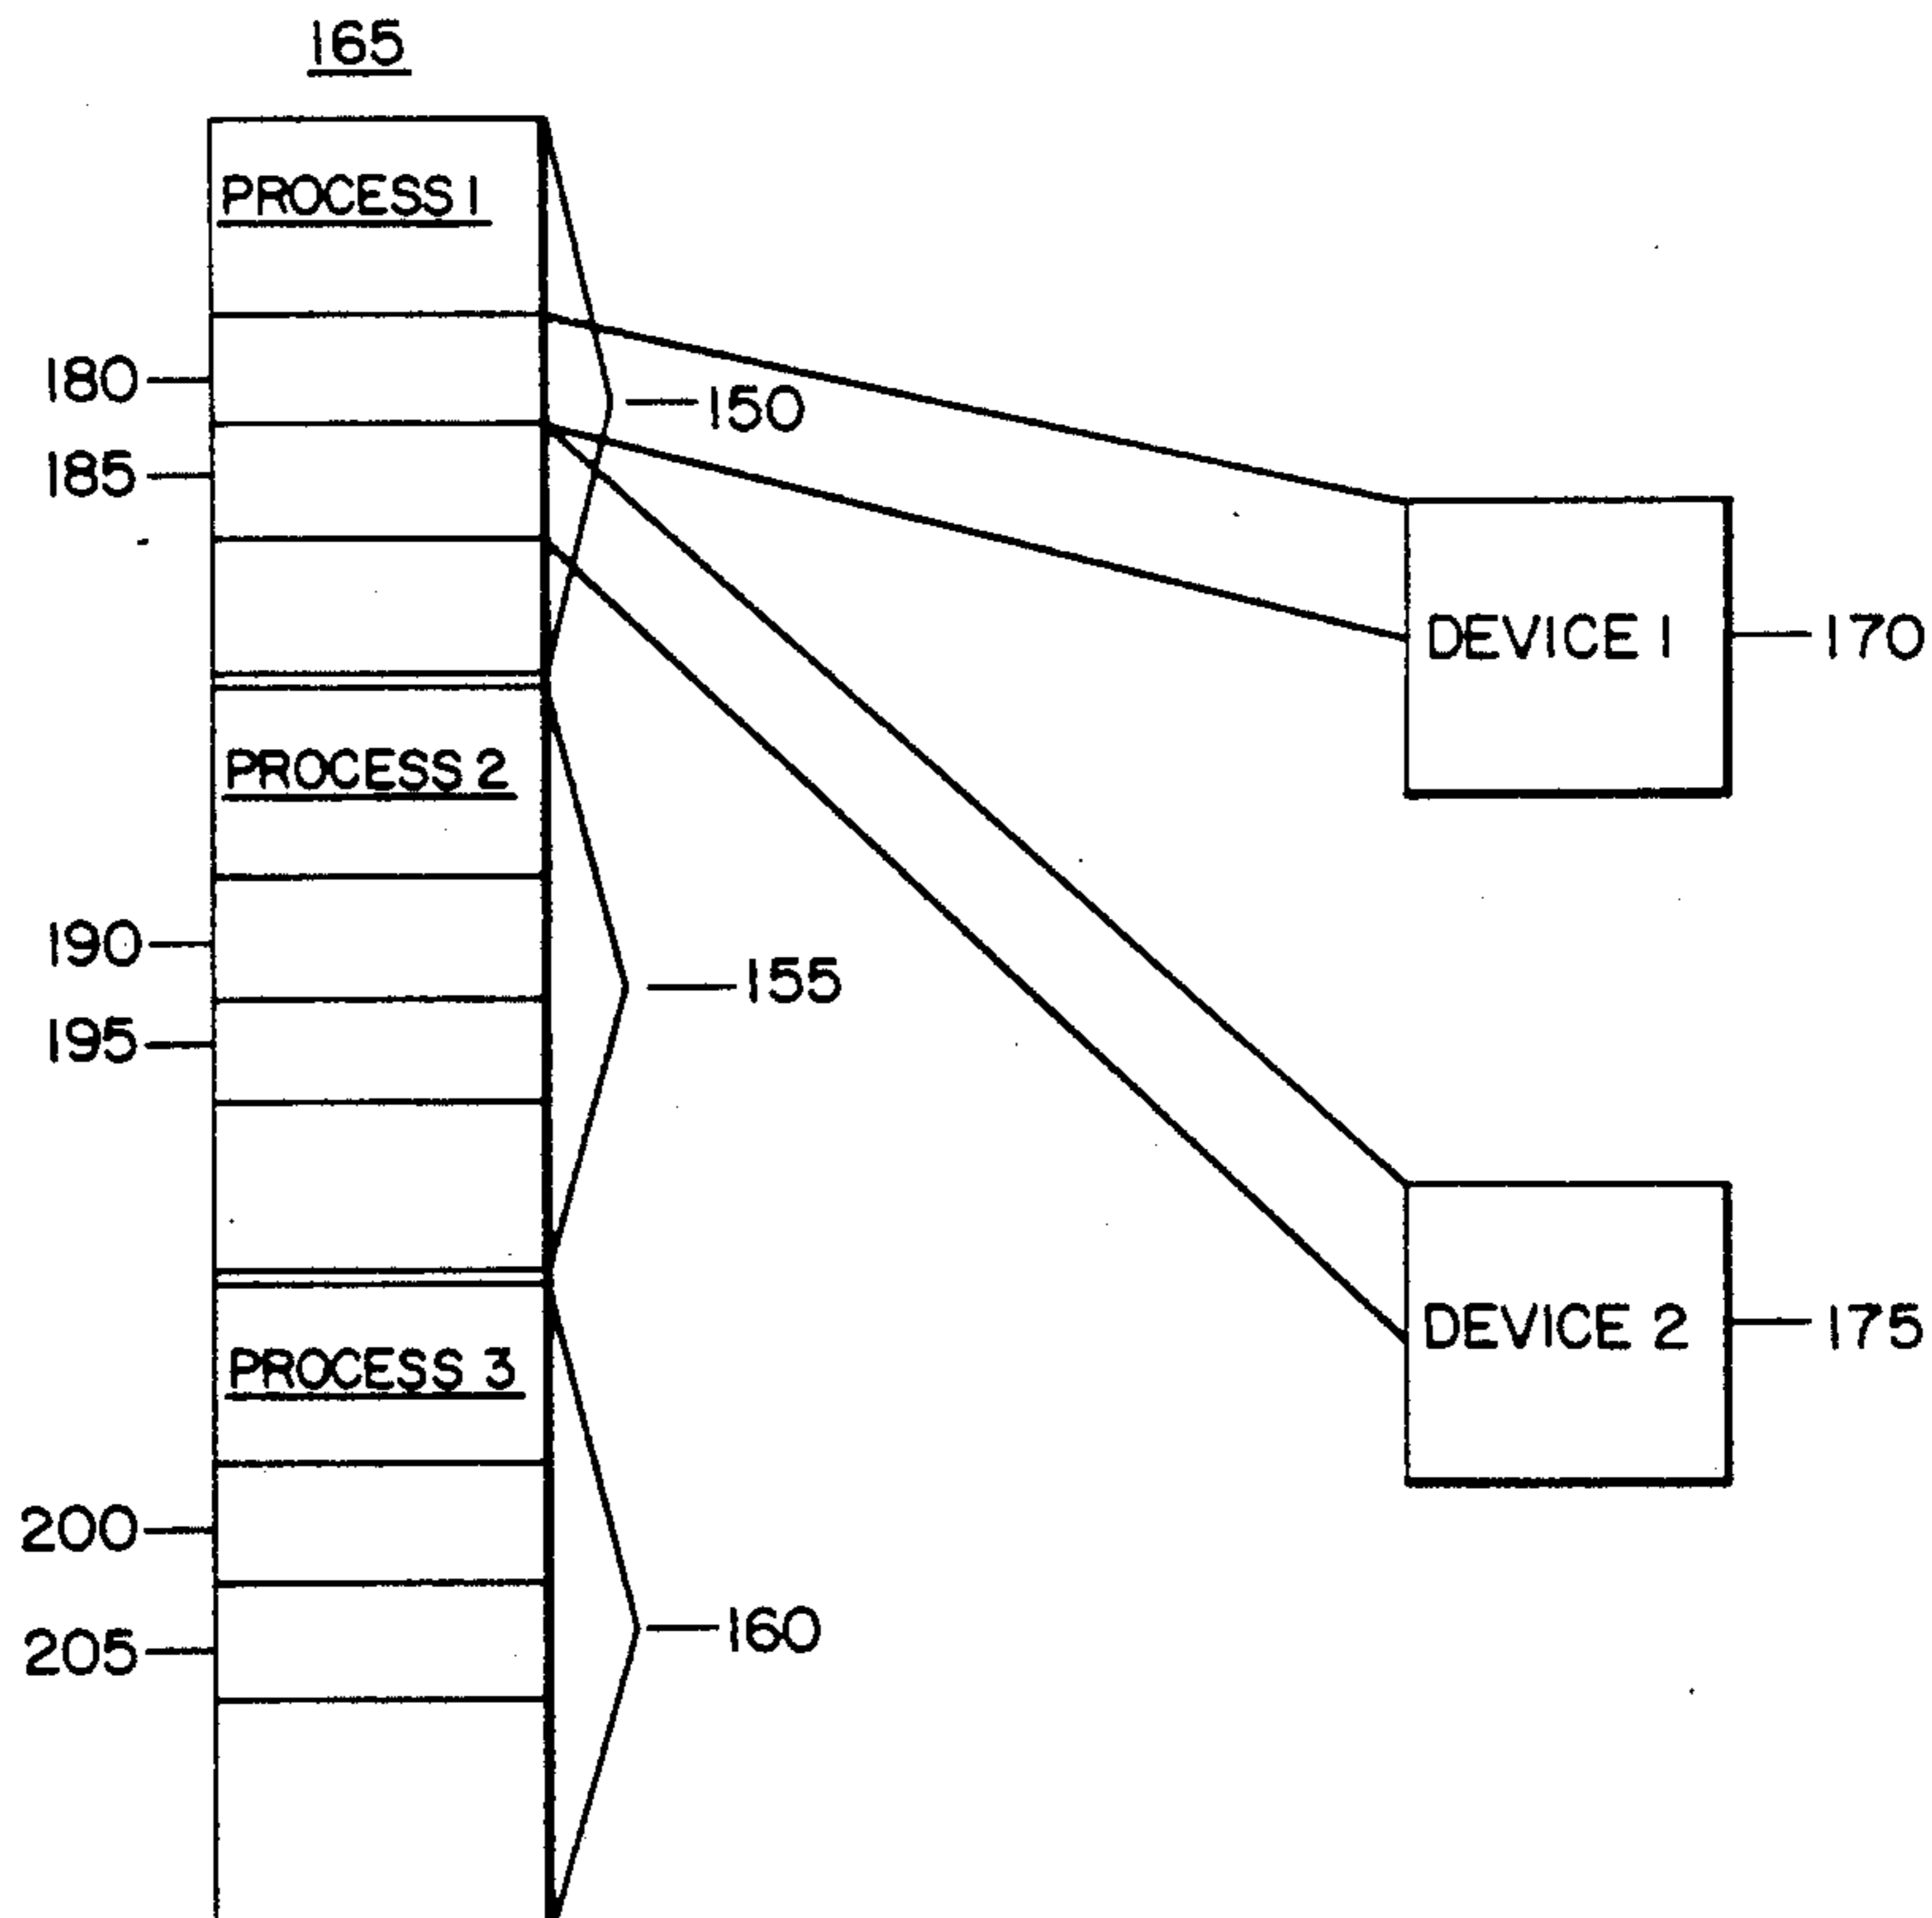 165
PROCESS 1
180
150
185
DEVICE 1
170
PROCESS 2
190
155
195
DEVICE 2
175
PROCESS 3
200
160
205